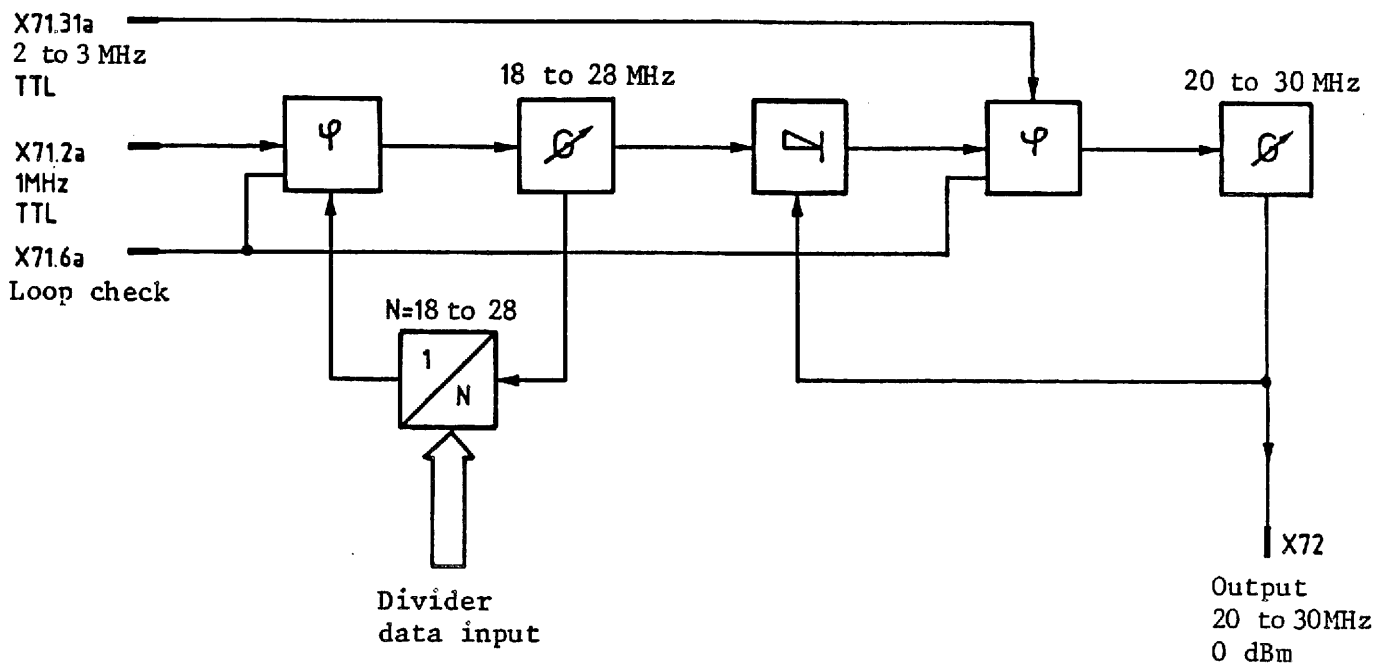 X71.31a
2 to 3 MHz
TTL
18 to 28 MHz
20 to 30 MHz
φ
G
φ
G
X71.2a
1MHz
TTL
X71.6a
Loop check
N=18 to 28
1
N
Divider
data input
X72
Output
20 to 30MHz
0 dBm